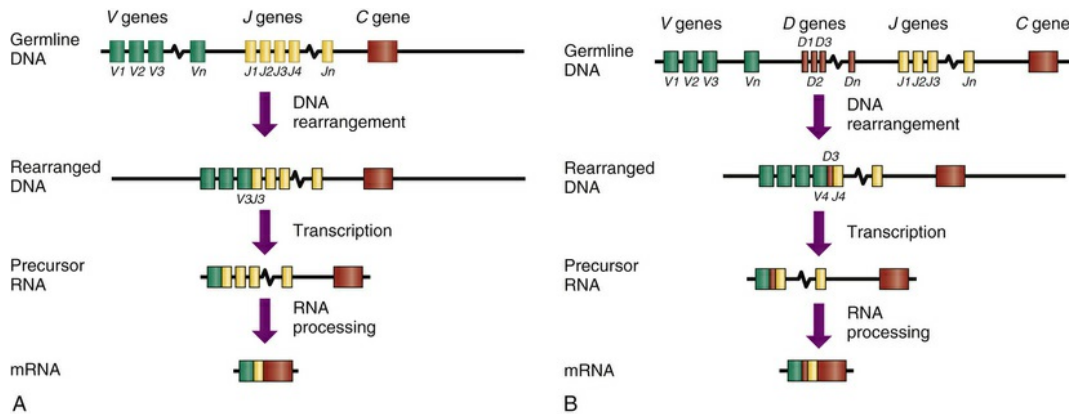 V genes J genes C gene
Germline
DNA
V1 V2 V3 Vn J1 J2 J3 J4 Jn
DNA
rearrangement
Rearranged
DNA
V3J3
Transcription
Precursor
RNA
RNA
processing
mRNA
A
V genes D genes J genes C gene
D1 D3
Germline
DNA
V1 V2 V3 Vn D2 Dn J1 J2 J3 Jn
DNA
rearrangement
D3
Rearranged
DNA
V4 J4
Transcription
Precursor
RNA
RNA
processing
mRNA
B